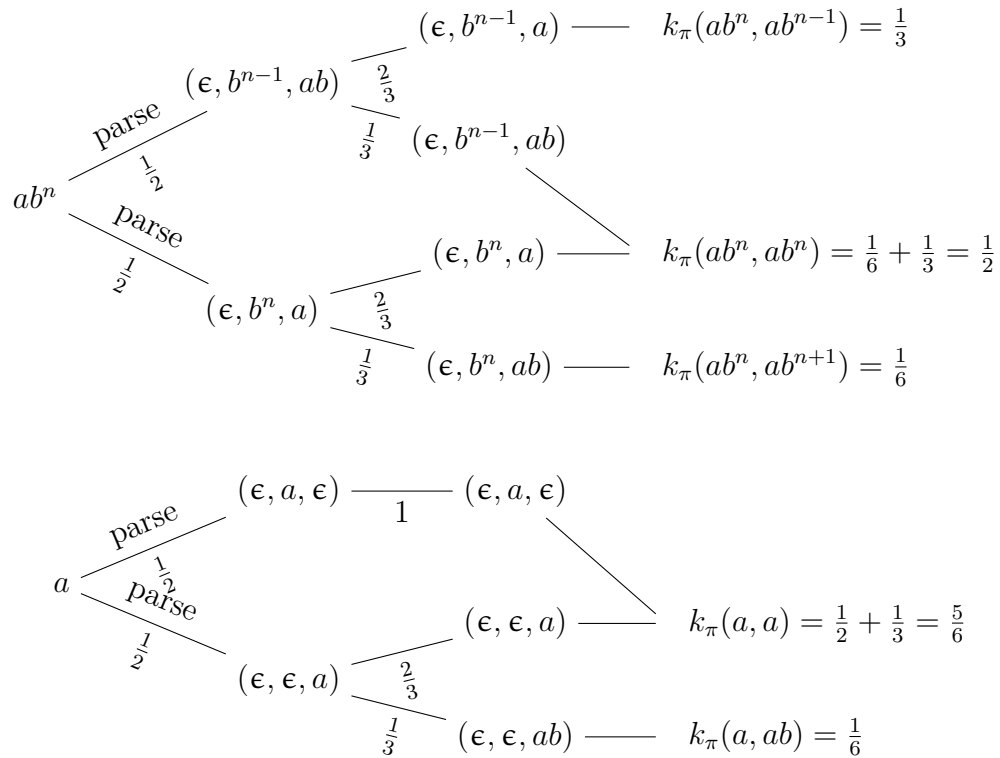 (ϵ, b^{n−1}, a) k_π(ab^n, ab^{n−1}) = 1/3
(ϵ, b^{n−1}, ab)
2/3
parse
1/3
(ϵ, b^{n−1}, ab)
1/2
ab^n
parse
(ϵ, b^n, a) k_π(ab^n, ab^n) = 1/6 + 1/3 = 1/2
1/2
(ϵ, b^n, a)
2/3
1/3
(ϵ, b^n, ab) k_π(ab^n, ab^{n+1}) = 1/6
(ϵ, a, ϵ) (ϵ, a, ϵ)
1
parse
1/2
a
parse
(ϵ, ϵ, a) k_π(a, a) = 1/2 + 1/3 = 5/6
1/2
(ϵ, ϵ, a)
2/3
1/3
(ϵ, ϵ, ab) k_π(a, ab) = 1/6